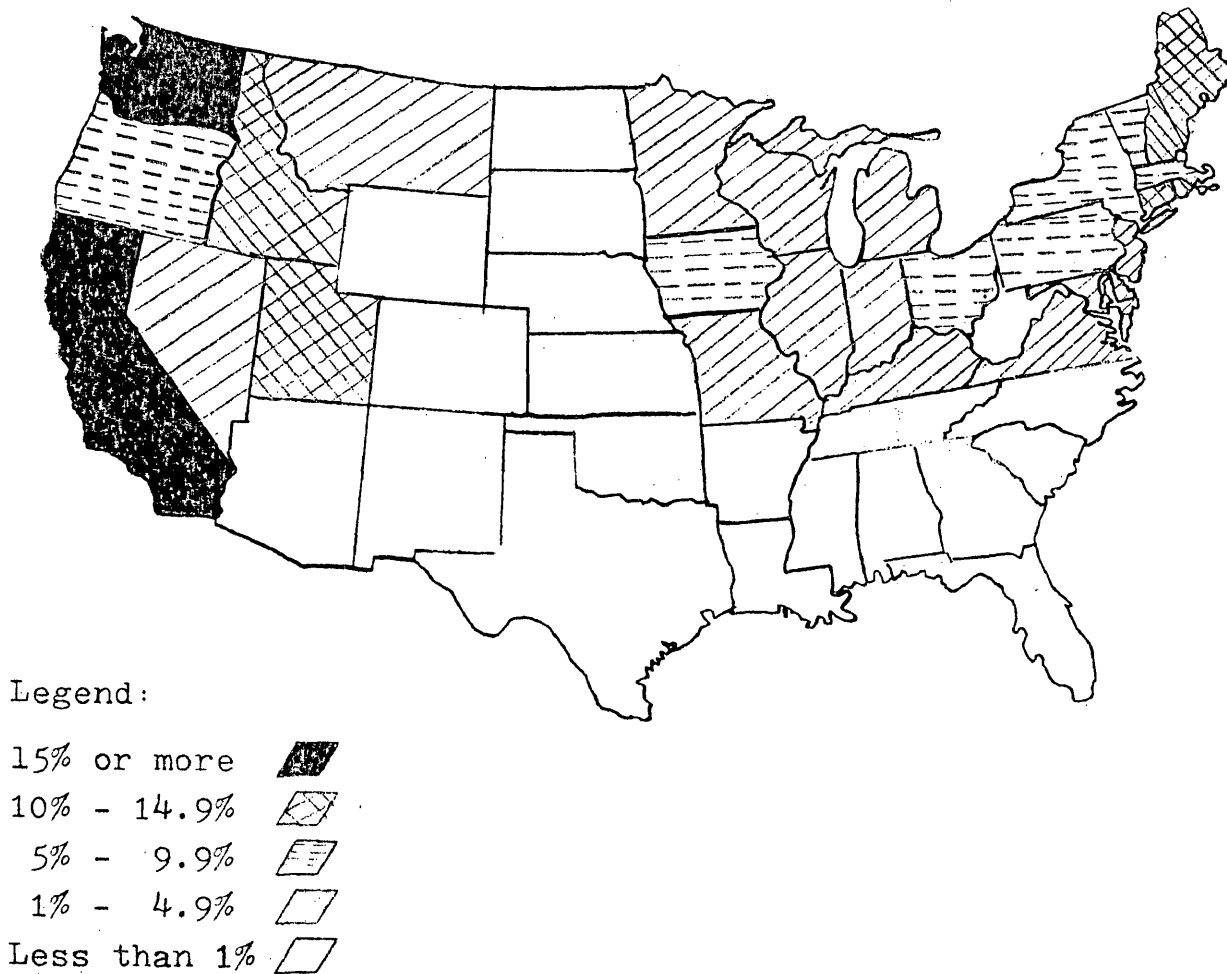 Legend:
15% or more
10% - 14.9%
5% - 9.9%
1% - 4.9%
Less than 1%